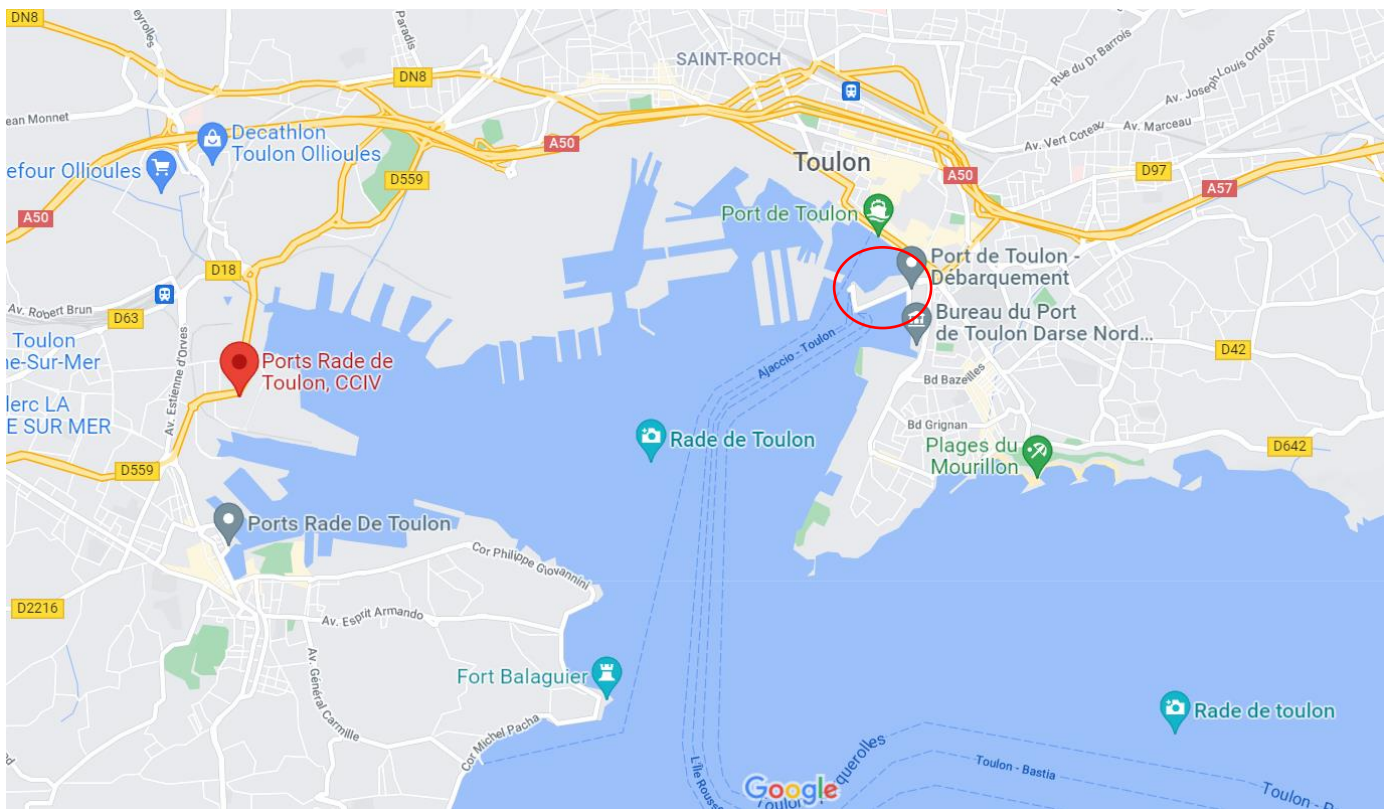 DN8
eyrolles
Paradis
SAINT-ROCH
Rue du Dr Barrois
Av. Joseph Louis Ortolan
DN8
ean Monnet
Decathlon
Toulon Ollioules
A50
Av. Vert Coteau
Av. Marceau
efour Ollioules
D559
Toulon
A50
D97
A57
A50
Port de Toulon
Port de Toulon -
Débarquement
D18
Av. Robert Brun
D63
Bureau du Port
de Toulon Darse Nord...
Toulon
ne-Sur-Mer
Av. Estienne d'Orves
Ports Rade de
Toulon, CCIV
Ajaccio - Toulon
D42
Bd Bazeilles
lerc LA
E SUR MER
Bd Grignan
Rade de Toulon
Plages du
Mourillon
D642
D559
Ports Rade De Toulon
Cor Philippe Giovannini
D2216
Av. Esprit Armando
Av. Général Carmille
Fort Balaguier
Cor Michel Pacha
Rade de toulon
L'Île Rouss
Google
querolles
Toulon - Bastia
Toulon